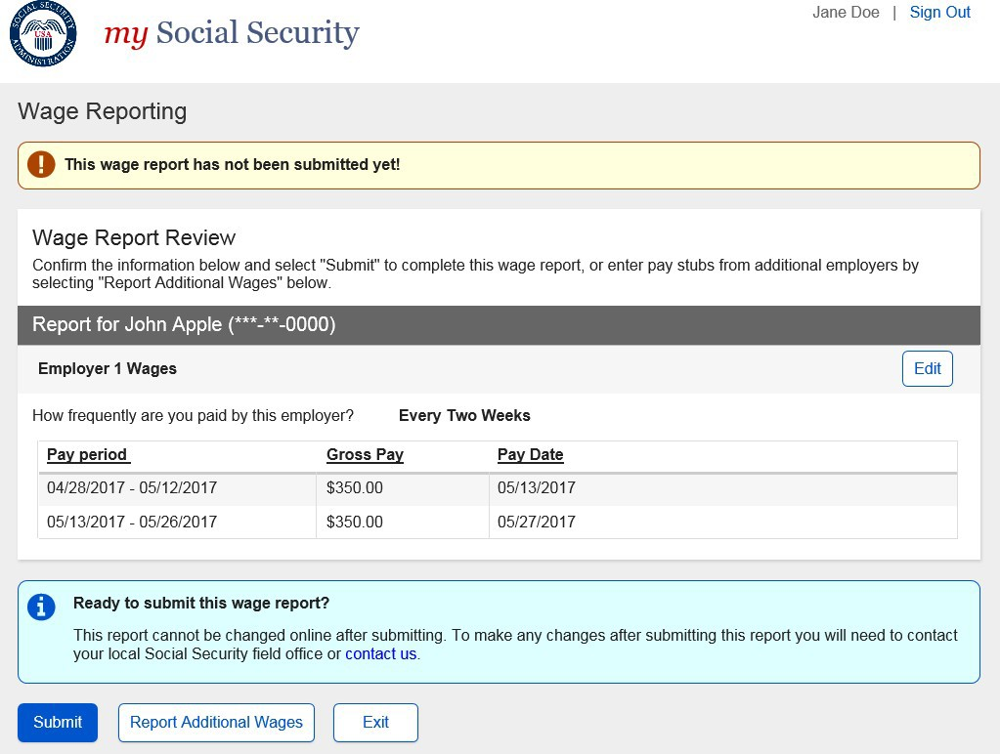 SOCIAL SECURITY ADMINISTRATION
USA
my Social Security
Jane Doe | Sign Out
Wage Reporting
! This wage report has not been submitted yet!
Wage Report Review
Confirm the information below and select "Submit" to complete this wage report, or enter pay stubs from additional employers by
selecting "Report Additional Wages" below.
Report for John Apple (***-**-0000)
Employer 1 Wages Edit
How frequently are you paid by this employer? Every Two Weeks
Pay period Gross Pay Pay Date
04/28/2017 - 05/12/2017 $350.00 05/13/2017
05/13/2017 - 05/26/2017 $350.00 05/27/2017
i Ready to submit this wage report?
This report cannot be changed online after submitting. To make any changes after submitting this report you will need to contact
your local Social Security field office or contact us.
Submit Report Additional Wages Exit